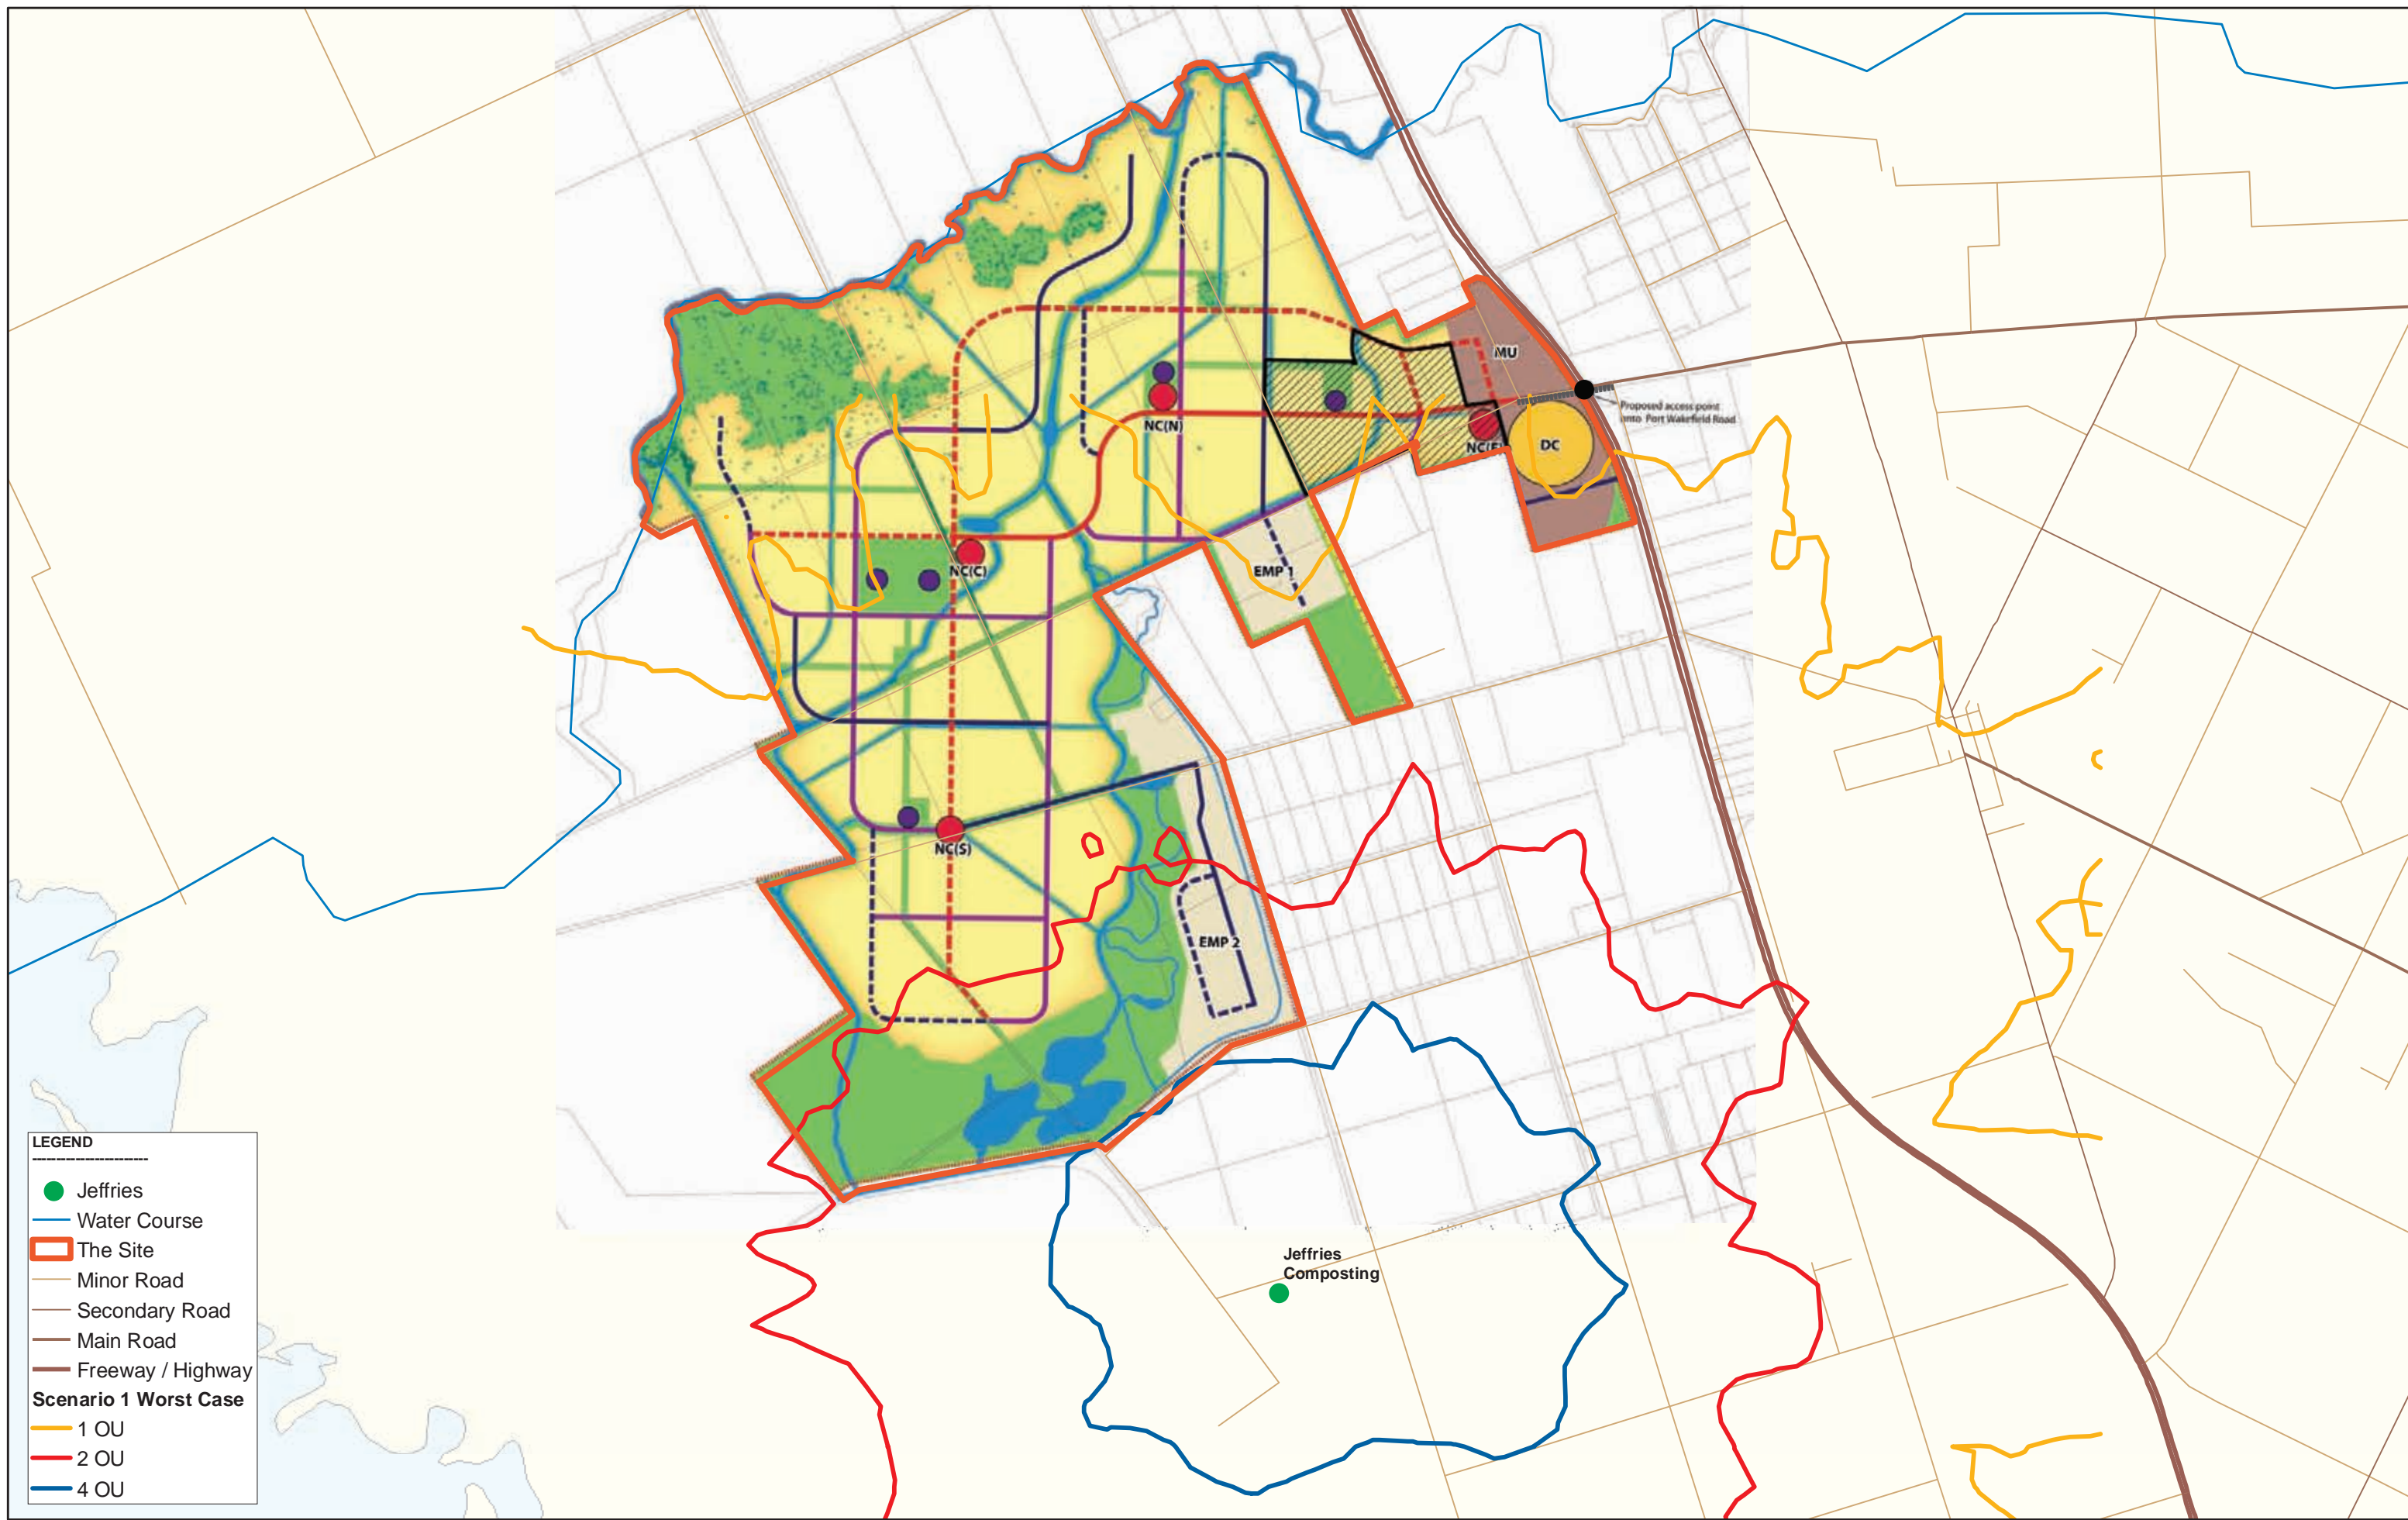 MU
Proposed access point
onto Port Wakefield Road
NC(N)
NC(E)
DC
NC(C)
EMP 1
NC(S)
EMP 2
Jeffries
Composting
LEGEND
Jeffries
Water Course
The Site
Minor Road
Secondary Road
Main Road
Freeway / Highway
Scenario 1 Worst Case
1 OU
2 OU
4 OU